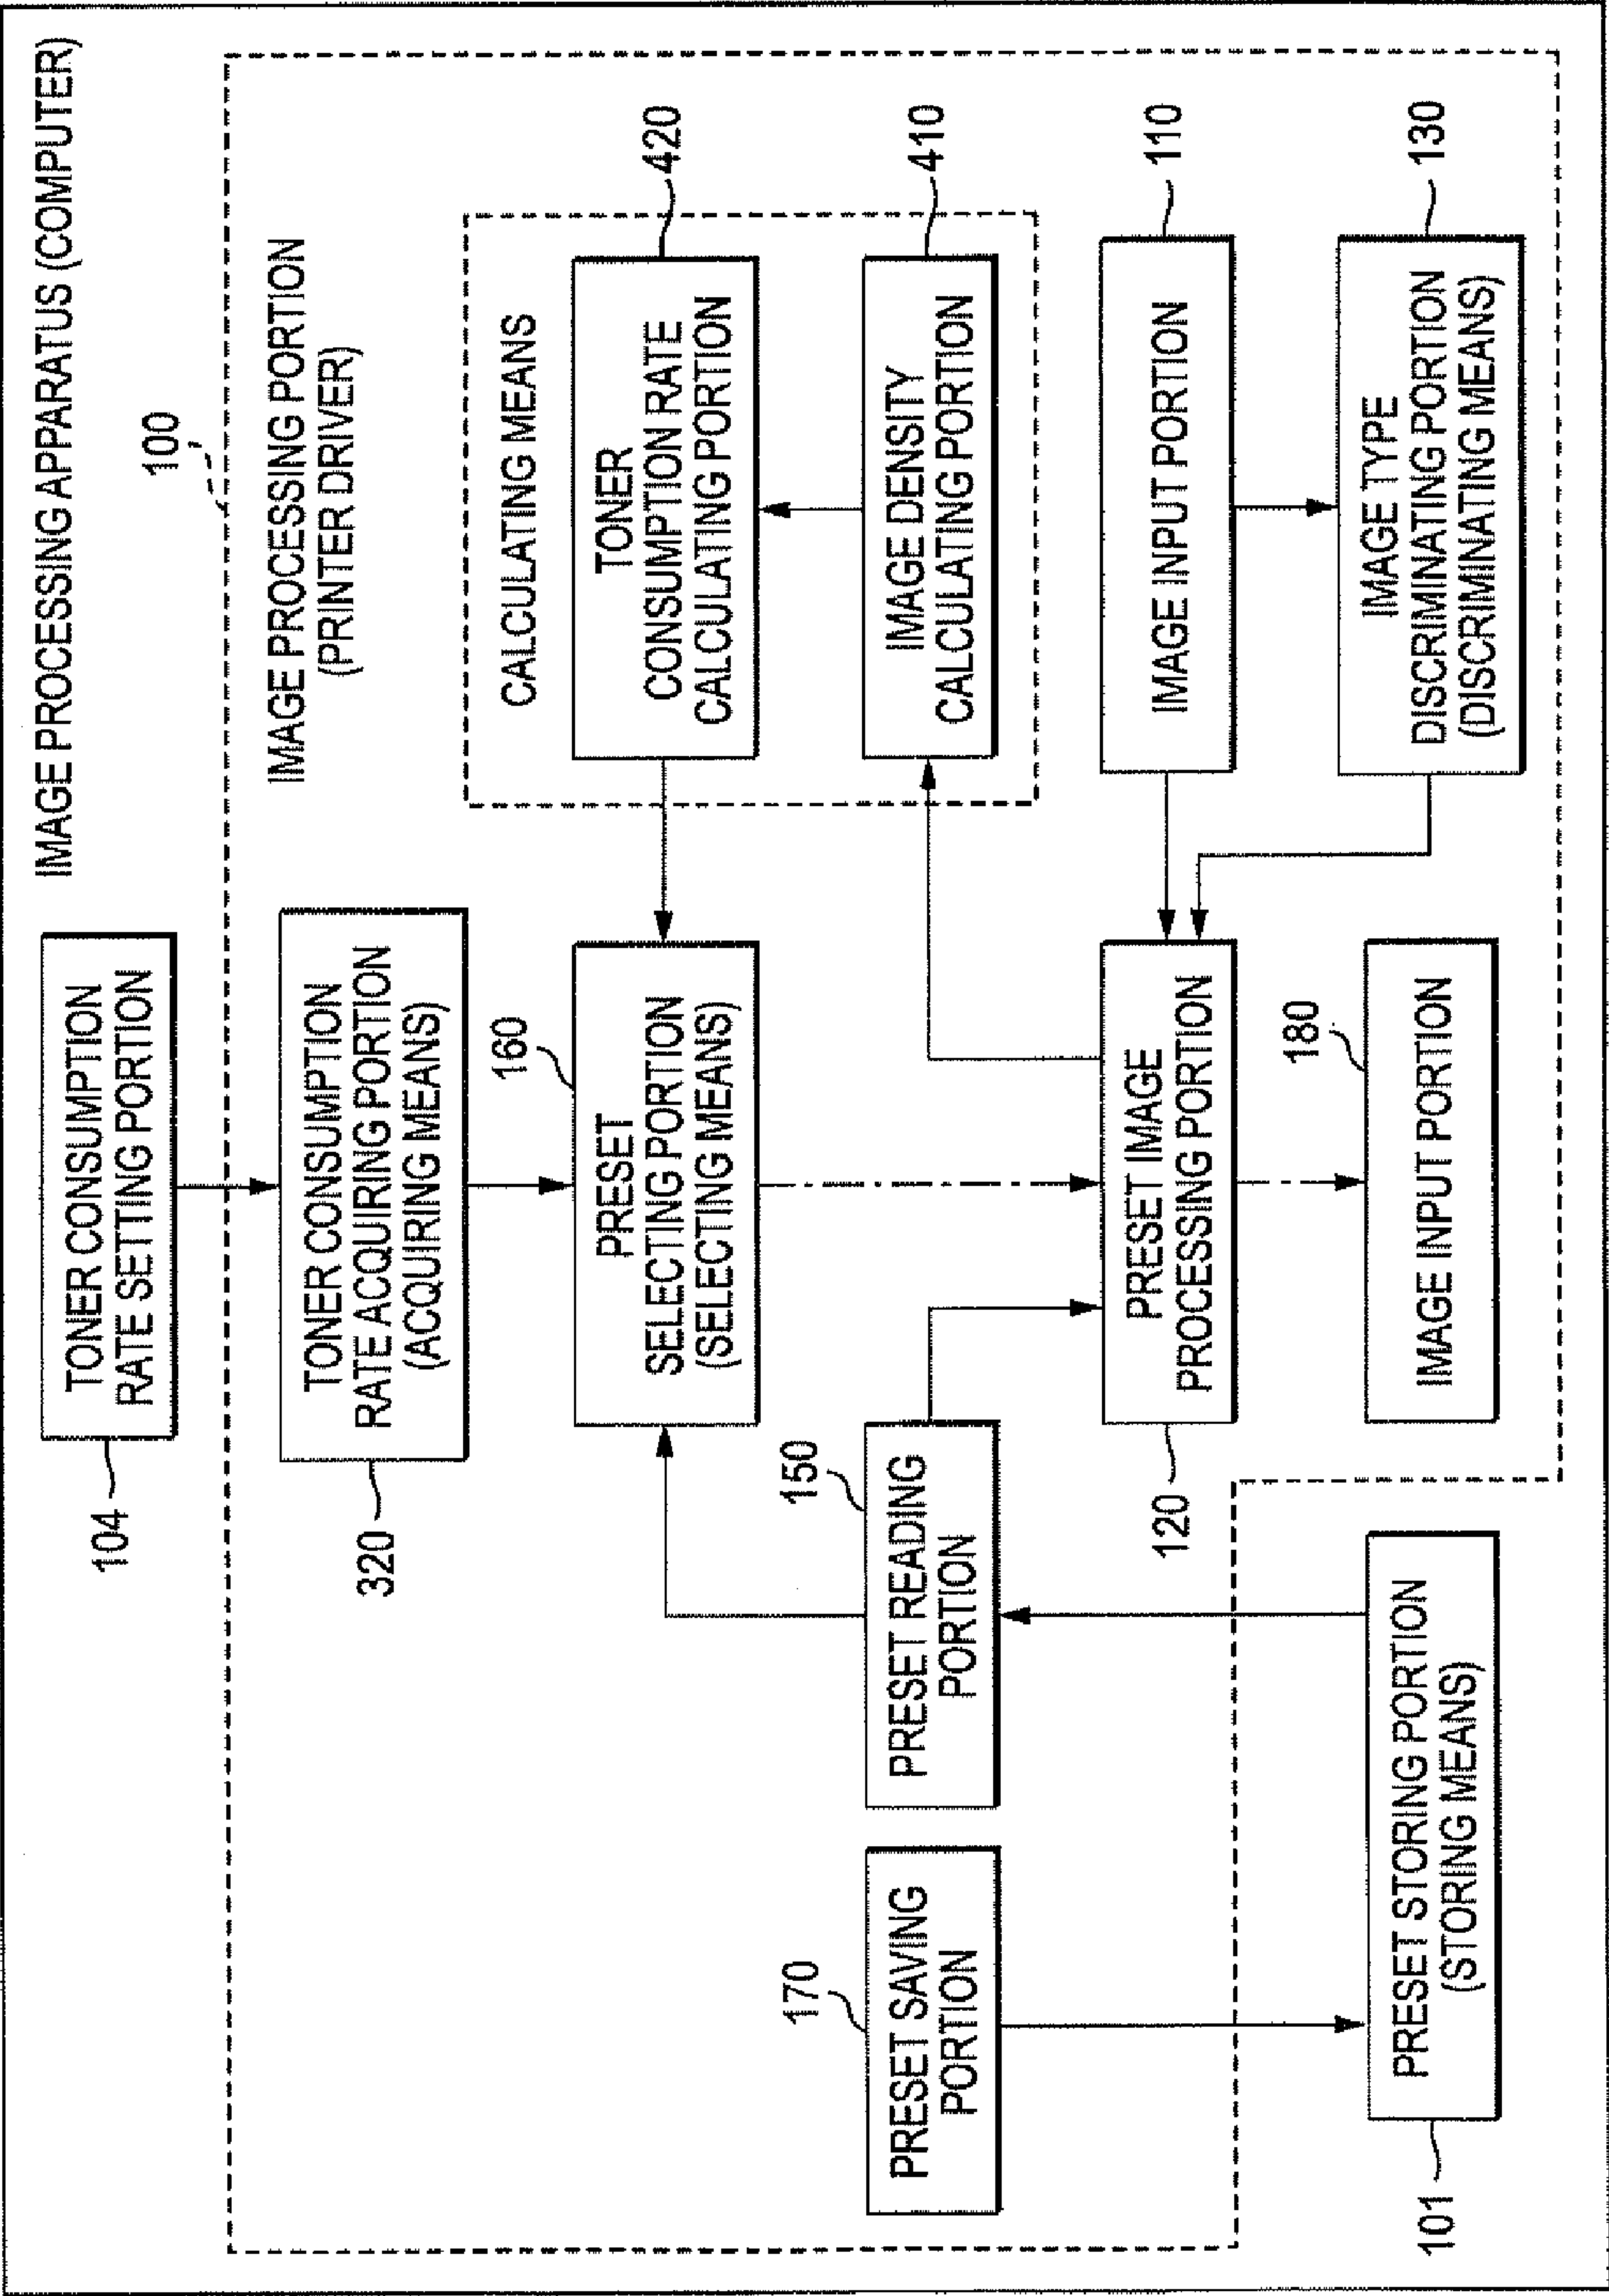 IMAGE PROCESSING APPARATUS (COMPUTER)
100
IMAGE PROCESSING PORTION
(PRINTER DRIVER)
104
TONER CONSUMPTION
RATE SETTING PORTION
320
TONER CONSUMPTION
RATE ACQUIRING PORTION
(ACQUIRING MEANS)
160
PRESET
SELECTING PORTION
(SELECTING MEANS)
CALCULATING MEANS
TONER
CONSUMPTION RATE
CALCULATING PORTION
420
IMAGE DENSITY
CALCULATING PORTION
410
170
PRESET SAVING
PORTION
150
PRESET READING
PORTION
120
PRESET IMAGE
PROCESSING PORTION
IMAGE INPUT PORTION
110
101
PRESET STORING PORTION
(STORING MEANS)
180
IMAGE INPUT PORTION
IMAGE TYPE
DISCRIMINATING PORTION
(DISCRIMINATING MEANS)
130